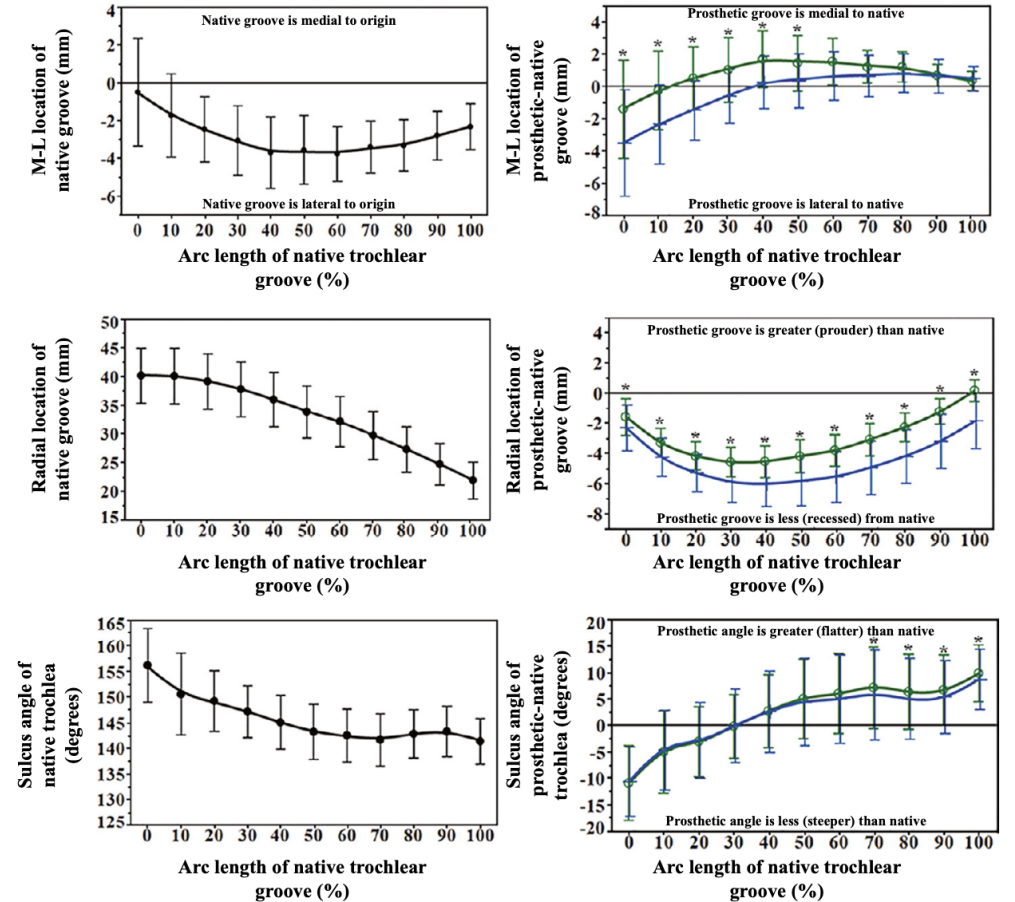 M-L location of
native groove (mm)
4
2
0
-2
-4
-6
Native groove is medial to origin
Native groove is lateral to origin
0 10 20 30 40 50 60 70 80 90 100
Arc length of native trochlear
groove (%)
M-L location of
prosthetic-native
groove (mm)
4
2
0
-2
-4
-6
-8
Prosthetic groove is medial to native
* * * * * *
Prosthetic groove is lateral to native
0 10 20 30 40 50 60 70 80 90 100
Arc length of native trochlear
groove (%)
Radial location of
native groove (mm)
50
45
40
35
30
25
20
15
0 10 20 30 40 50 60 70 80 90 100
Arc length of native trochlear
groove (%)
Radial location of
prosthetic-native
groove (mm)
4
2
0
-2
-4
-6
-8
Prosthetic groove is greater (prouder) than native
* * * * * * * * * * *
Prosthetic groove is less (recessed) from native
0 10 20 30 40 50 60 70 80 90 100
Arc length of native trochlear
groove (%)
Sulcus angle of
native trochlea
(degrees)
165
160
155
150
145
140
135
130
125
0 10 20 30 40 50 60 70 80 90 100
Arc length of native trochlear
groove (%)
Sulcus angle of
prosthetic-native
trochlea (degrees)
20
15
10
5
0
-5
-10
-15
-20
Prosthetic angle is greater (flatter) than native
* * * *
Prosthetic angle is less (steeper) than native
0 10 20 30 40 50 60 70 80 90 100
Arc length of native trochlear
groove (%)